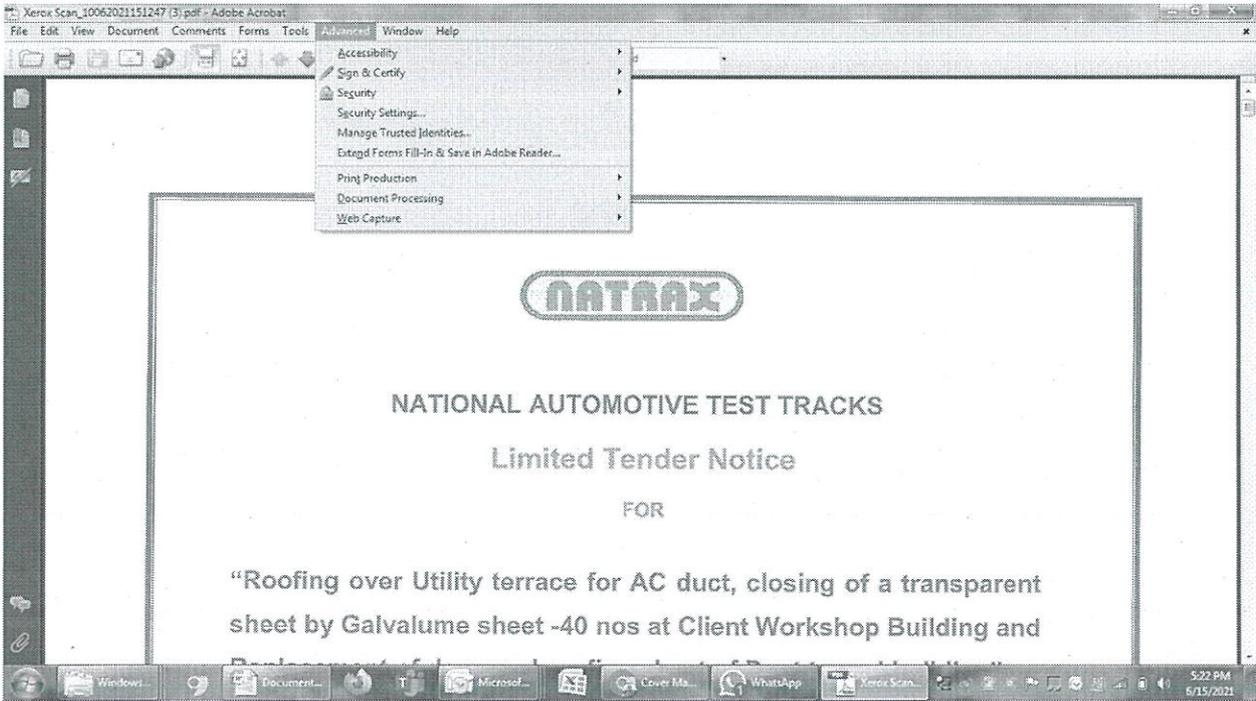 Xerox Scan_10062021151247 (3).pdf - Adobe Acrobat
File Edit View Document Comments Forms Tools Advanced Window Help
Accessibility
Sign & Certify
Security
Security Settings...
Manage Trusted Identities...
Extend Forms Fill-In & Save in Adobe Reader...
Print Production
Document Processing
Web Capture
NATRAX
NATIONAL AUTOMOTIVE TEST TRACKS
Limited Tender Notice
FOR
“Roofing over Utility terrace for AC duct, closing of a transparent
sheet by Galvalume sheet -40 nos at Client Workshop Building and
Windows... Document... Microsof... Cover Ma... WhatsApp Xerox Scan... 5:22 PM
6/15/2021